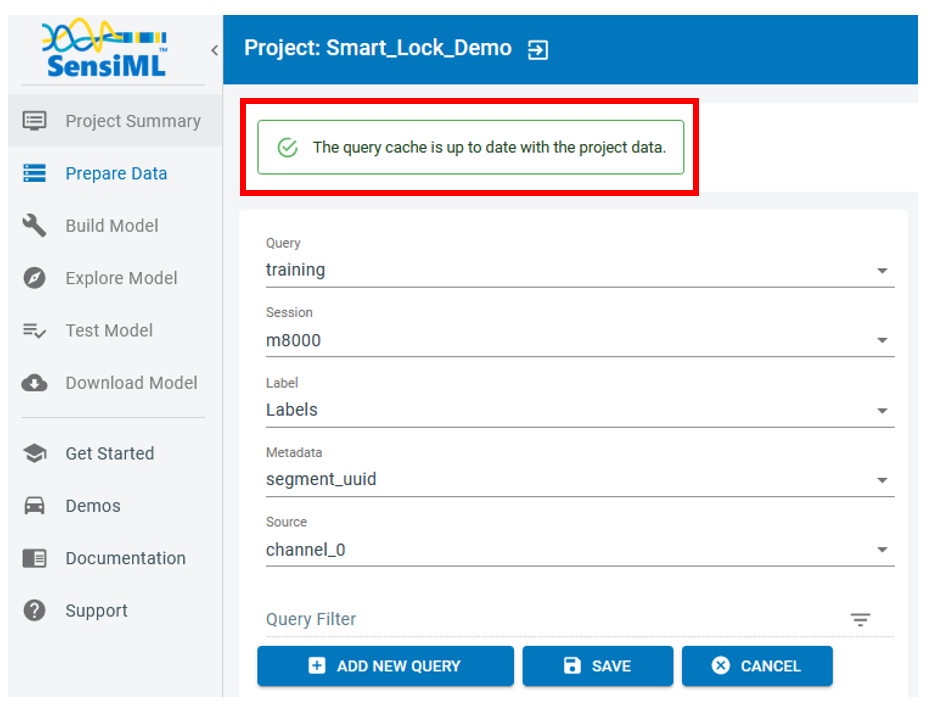 SensiML™
Project: Smart_Lock_Demo
Project Summary
Prepare Data
Build Model
Explore Model
Test Model
Download Model
Get Started
Demos
Documentation
Support
The query cache is up to date with the project data.
Query
training
Session
m8000
Label
Labels
Metadata
segment_uuid
Source
channel_0
Query Filter
ADD NEW QUERY
SAVE
CANCEL